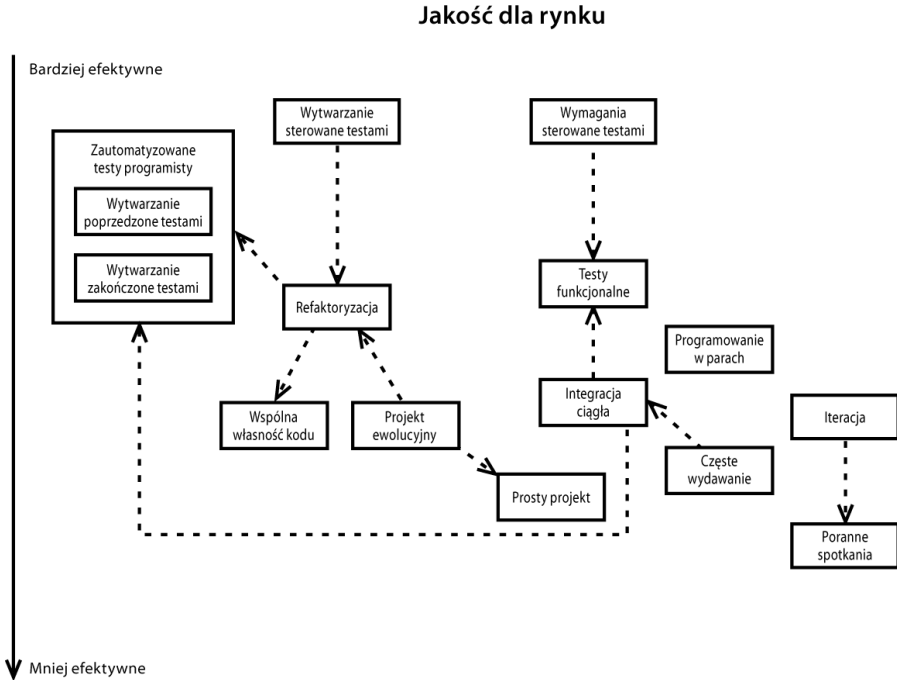 Jakość dla rynku
Bardziej efektywne
Wytwarzanie
sterowane testami
Wymagania
sterowane testami
Zautomatyzowane
testy programisty
Wytwarzanie
poprzedzone testami
Wytwarzanie
zakończone testami
Testy
funkcjonalne
Refaktoryzacja
Programowanie
w parach
Integracja
ciągła
Iteracja
Wspólna
własność kodu
Projekt
ewolucyjny
Częste
wydawanie
Prosty projekt
Poranne
spotkania
Mniej efektywne